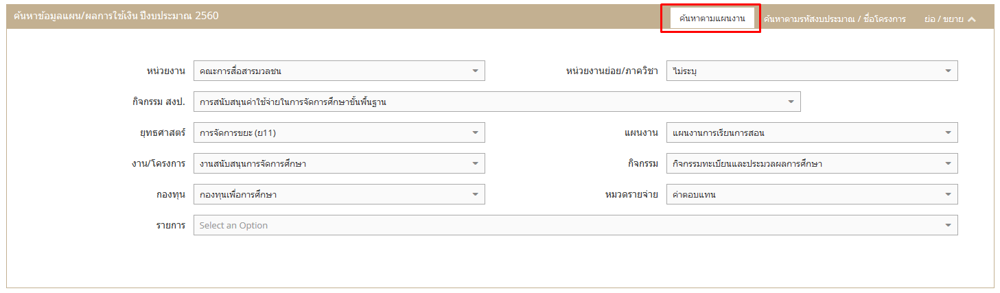 ค้นหาข้อมูลแผน/ผลการใช้เงิน ปีงบประมาณ 2560 ค้นหาตามแผนงาน ค้นหาตามรหัสงบประมาณ / ชื่อโครงการ ย่อ / ขยาย
หน่วยงาน คณะการสื่อสารมวลชน หน่วยงานย่อย/ภาควิชา ไม่ระบุ
กิจกรรม สงป. การสนับสนุนค่าใช้จ่ายในการจัดการศึกษาขั้นพื้นฐาน
ยุทธศาสตร์ การจัดการขยะ (ย11) แผนงาน แผนงานการเรียนการสอน
งาน/โครงการ งานสนับสนุนการจัดการศึกษา กิจกรรม กิจกรรมทะเบียนและประมวลผลการศึกษา
กองทุน กองทุนเพื่อการศึกษา หมวดรายจ่าย ค่าตอบแทน
รายการ Select an Option